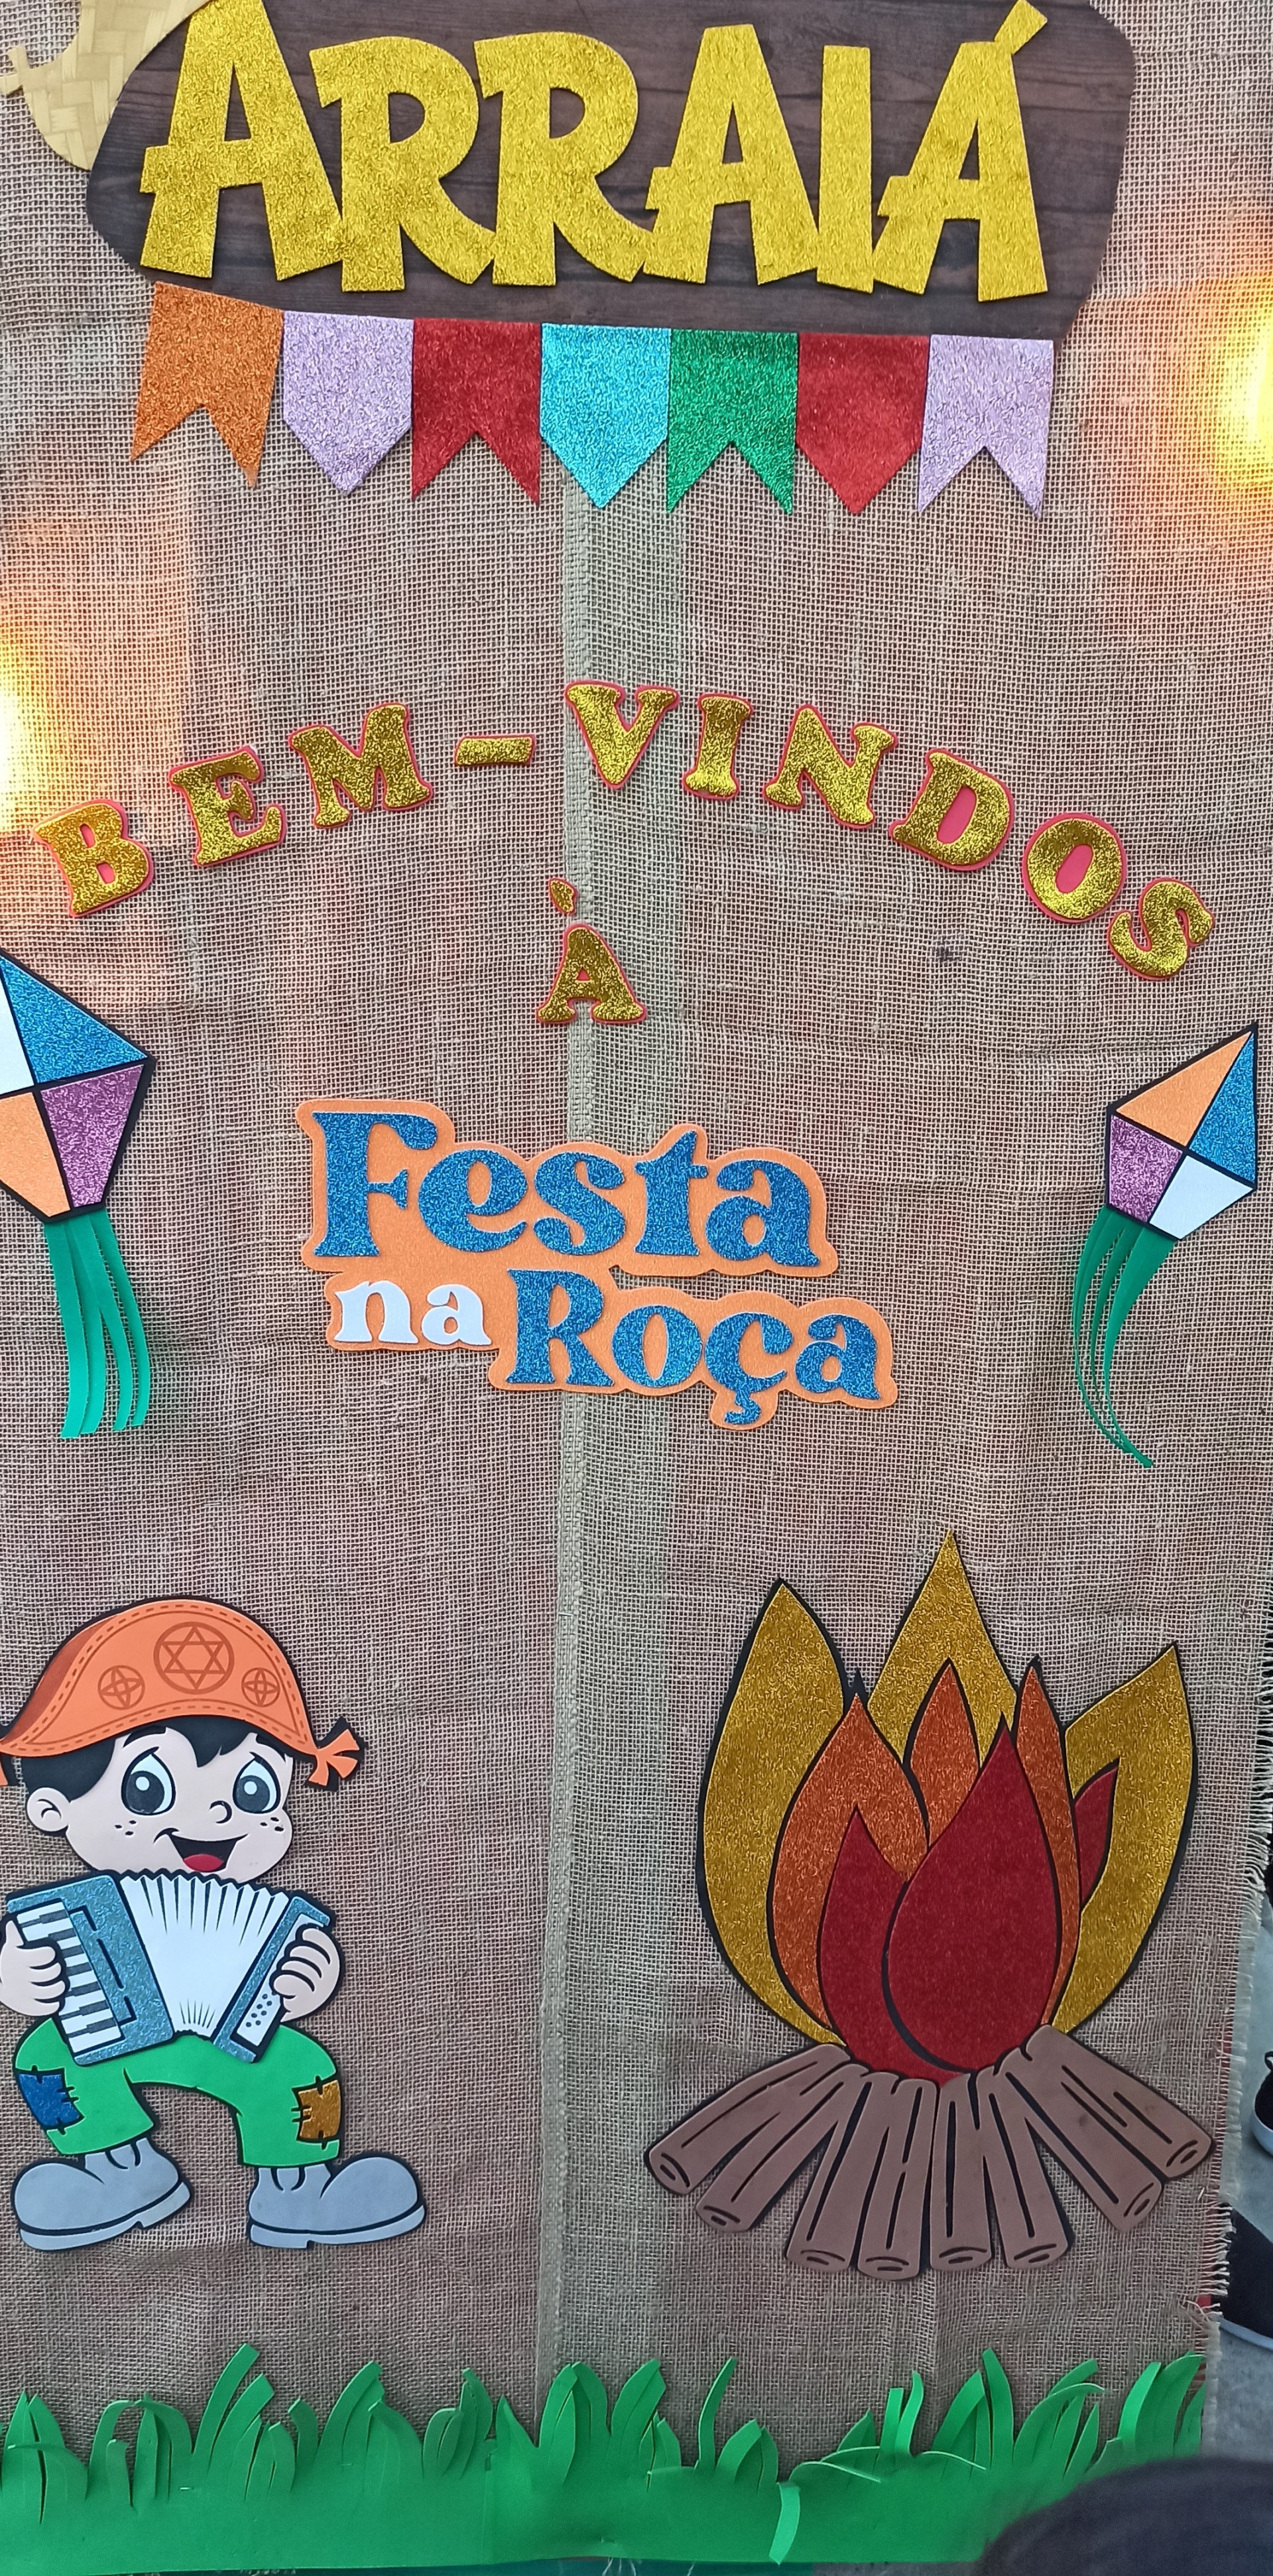 ARRAIÁ
BEM-VINDOS
À
Festa
na Roça